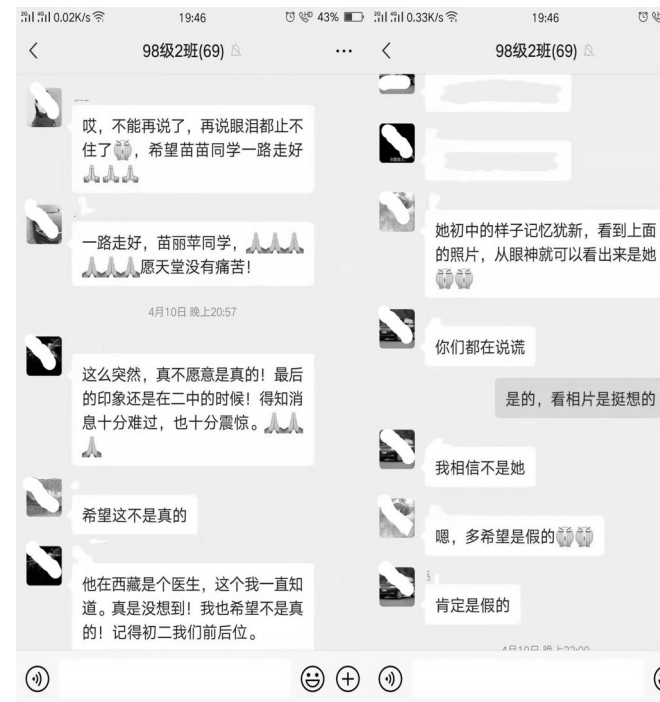 0.02K/s
19:46
43%
98级2班(69)
哎，不能再说了，再说眼泪都止不
住了，希望苗苗同学一路走好
一路走好，苗丽苹同学，
愿天堂没有痛苦！
4月10日 晚上20:57
这么突然，真不愿意是真的！最后
的印象还是在二中的时候！得知消
息十分难过，也十分震惊。
希望这不是真的
他在西藏是个医生，这个我一直知
道。真是没想到！我也希望不是真
的！记得初二我们前后位。
0.33K/s
19:46
98级2班(69)
她初中的样子记忆犹新，看到上面
的照片，从眼神就可以看出来是她
你们都在说谎
是的，看相片是挺想的
我相信不是她
嗯，多希望是假的
肯定是假的